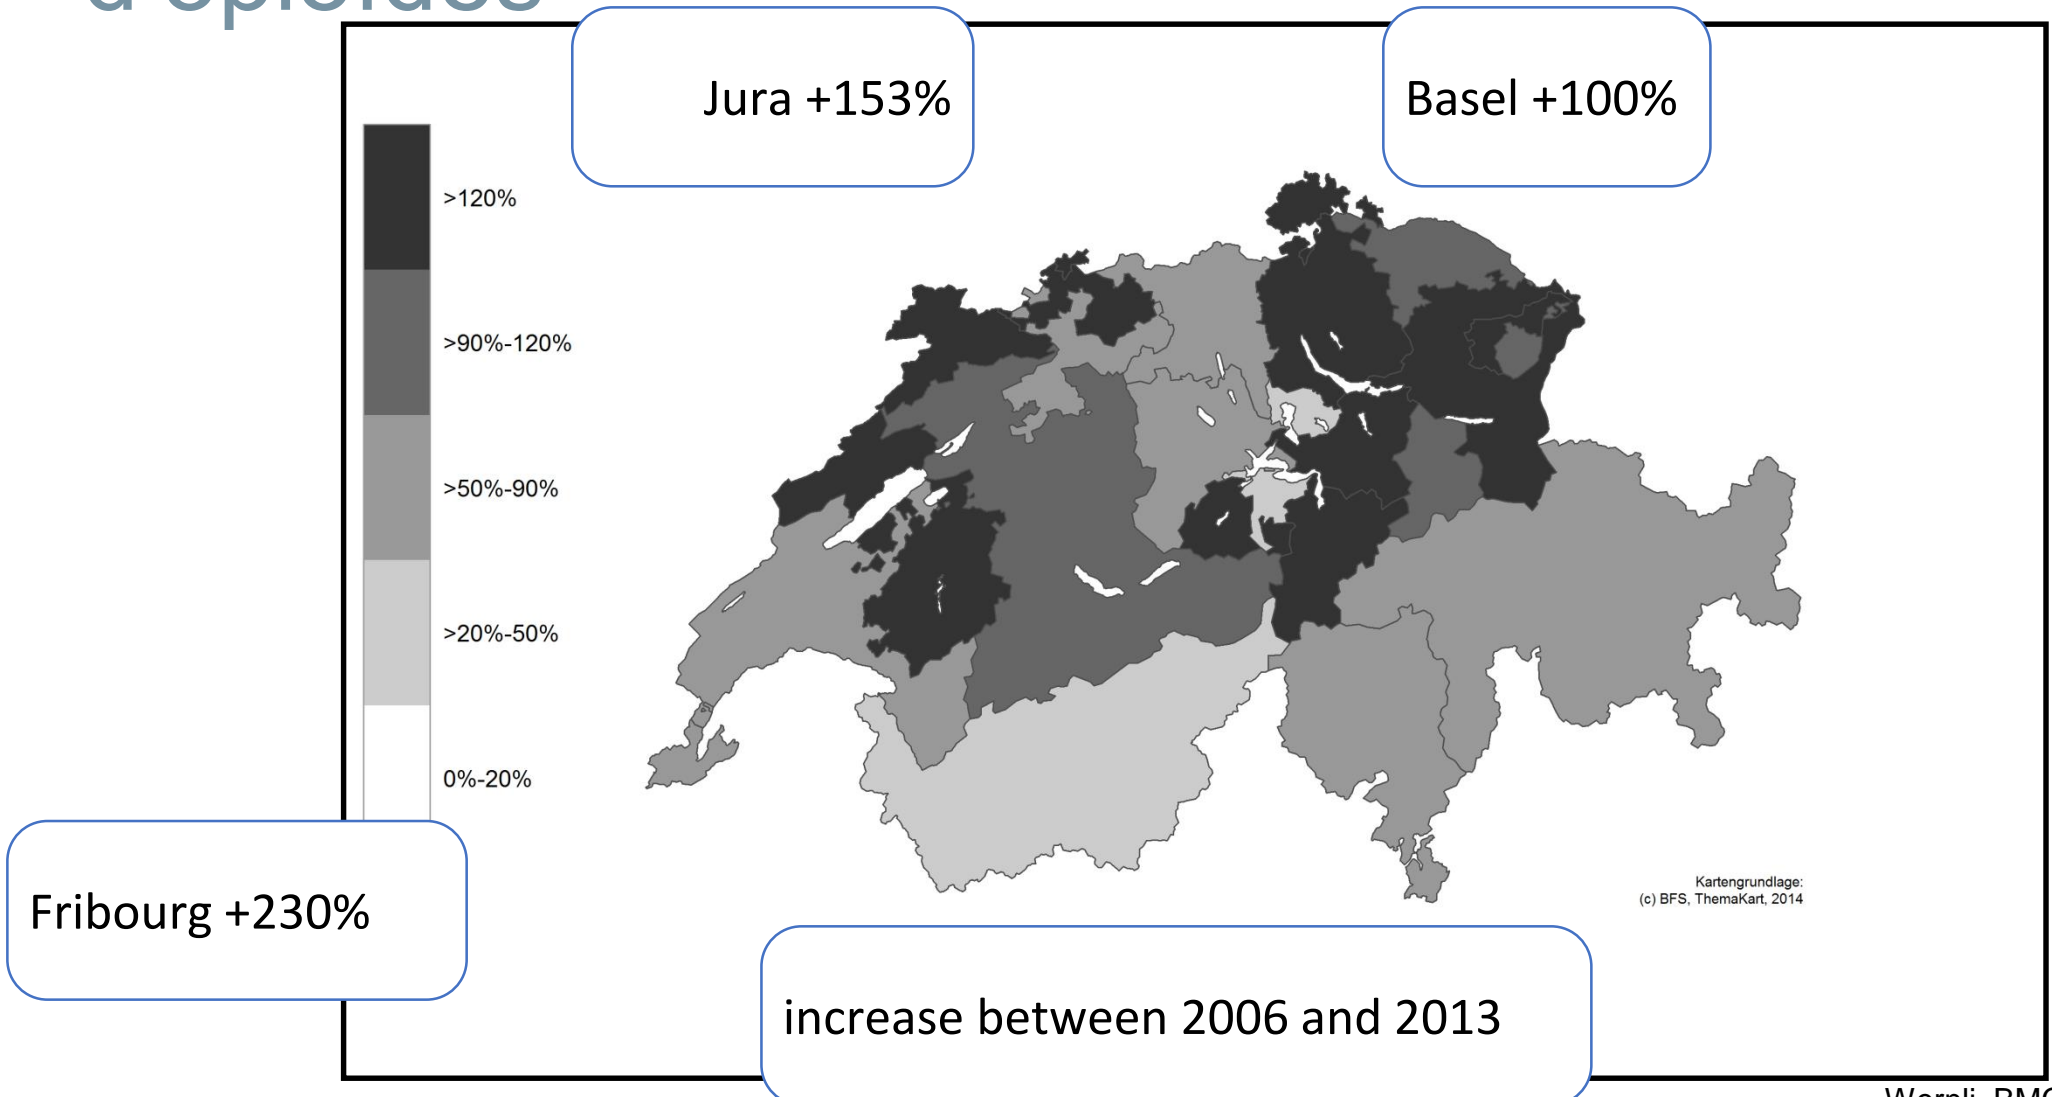 d'opioïdes
Jura +153%
Basel +100%
>120%
>90%-120%
>50%-90%
>20%-50%
0%-20%
Fribourg +230%
Kartengrundlage:
(c) BFS, ThemaKart, 2014
increase between 2006 and 2013